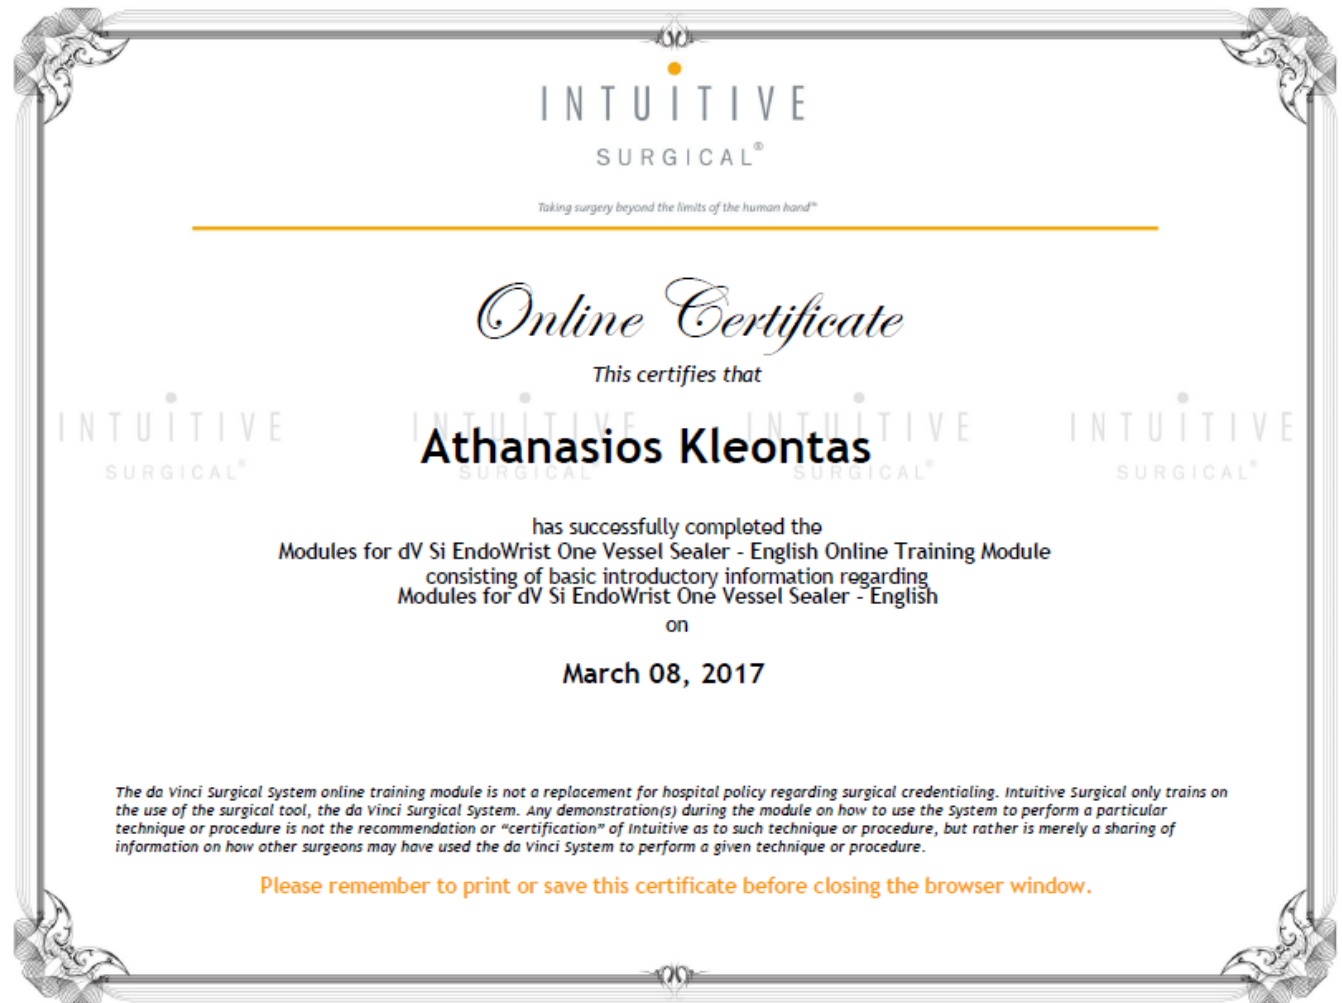 INTUITIVE
SURGICAL®
Taking surgery beyond the limits of the human hand™
Online Certificate
This certifies that
INTUITIVE INTUITIVE INTUITIVE INTUITIVE
SURGICAL® SURGICAL® SURGICAL® SURGICAL®
Athanasios Kleontas
has successfully completed the
Modules for dV Si EndoWrist One Vessel Sealer - English Online Training Module
consisting of basic introductory information regarding
Modules for dV Si EndoWrist One Vessel Sealer - English
on
March 08, 2017
The da Vinci Surgical System online training module is not a replacement for hospital policy regarding surgical credentialing. Intuitive Surgical only trains on
the use of the surgical tool, the da Vinci Surgical System. Any demonstration(s) during the module on how to use the System to perform a particular
technique or procedure is not the recommendation or “certification” of Intuitive as to such technique or procedure, but rather is merely a sharing of
information on how other surgeons may have used the da Vinci System to perform a given technique or procedure.
Please remember to print or save this certificate before closing the browser window.